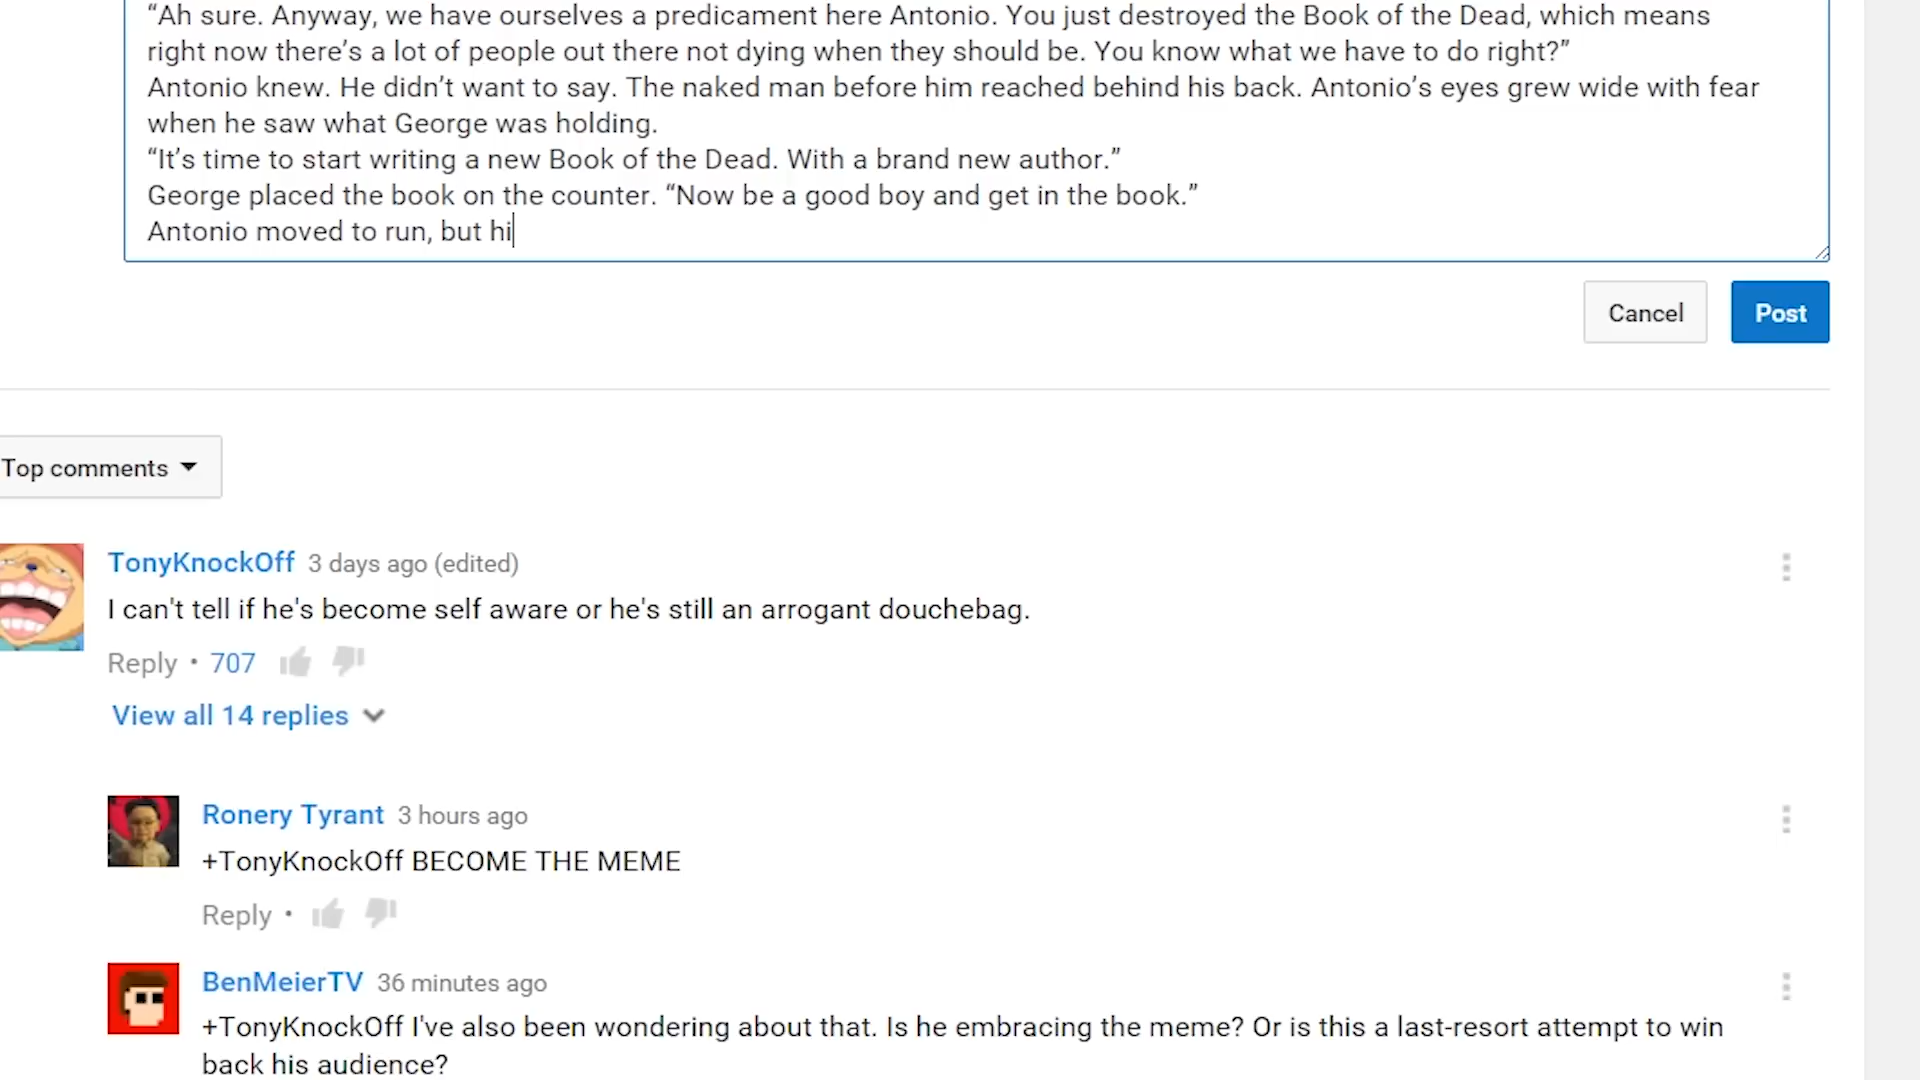 “Ah sure. Anyway, we have ourselves a predicament here Antonio. You just destroyed the Book of the Dead, which means
right now there’s a lot of people out there not dying when they should be. You know what we have to do right?”
Antonio knew. He didn’t want to say. The naked man before him reached behind his back. Antonio’s eyes grew wide with fear
when he saw what George was holding.
“It’s time to start writing a new Book of the Dead. With a brand new author.”
George placed the book on the counter. “Now be a good boy and get in the book.”
Antonio moved to run, but hi
Cancel
Post
Top comments
TonyKnockOff 3 days ago (edited)
I can't tell if he's become self aware or he's still an arrogant douchebag.
Reply • 707
View all 14 replies
Ronery Tyrant 3 hours ago
+TonyKnockOff BECOME THE MEME
Reply •
BenMeierTV 36 minutes ago
+TonyKnockOff I've also been wondering about that. Is he embracing the meme? Or is this a last-resort attempt to win
back his audience?